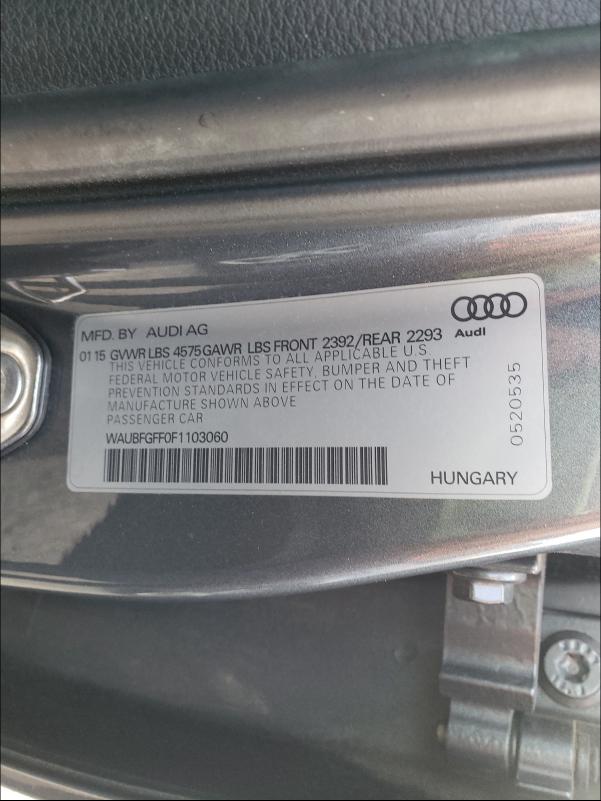 MFD. BY AUDI AG
01 15 GVWR LBS 4575 GAWR LBS FRONT 2392/REAR 2293
Audi
THIS VEHICLE CONFORMS TO ALL APPLICABLE U.S
FEDERAL MOTOR VEHICLE SAFETY, BUMPER AND THEFT
PREVENTION STANDARDS IN EFFECT ON THE DATE OF
MANUFACTURE SHOWN ABOVE
PASSENGER CAR
WAUBFGFF0F1103060
HUNGARY
0520535